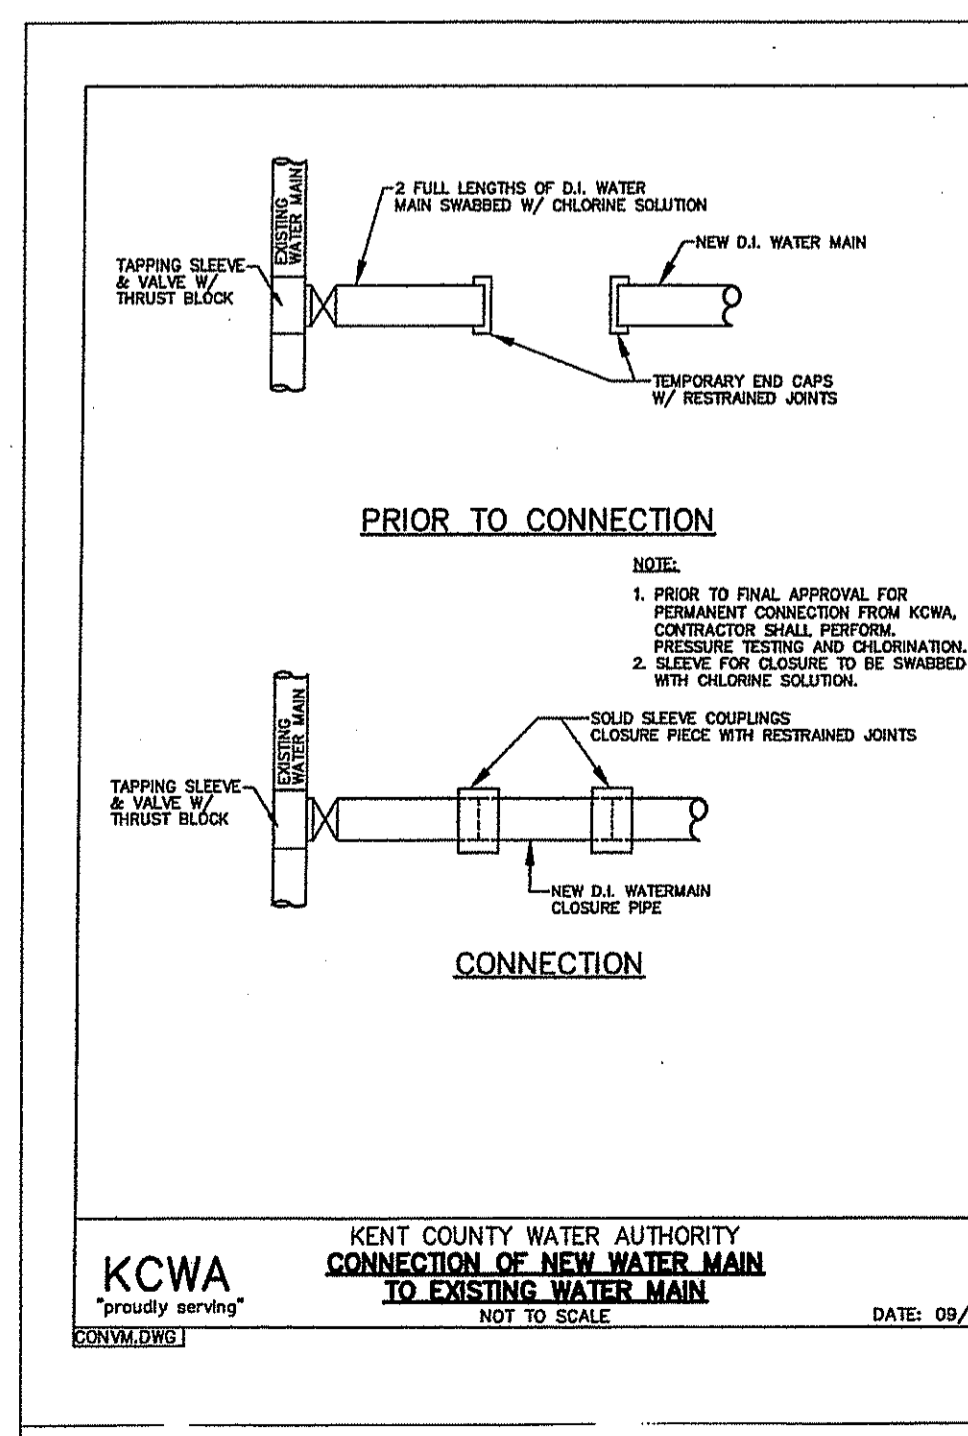 EXISTING
WATER MAIN
2 FULL LENGTHS OF D.I. WATER
MAIN SWABBED W/ CHLORINE SOLUTION
NEW D.I. WATER MAIN
TAPPING SLEEVE
& VALVE W/
THRUST BLOCK
TEMPORARY END CAPS
W/ RESTRAINED JOINTS
PRIOR TO CONNECTION
NOTE:
1. PRIOR TO FINAL APPROVAL FOR
PERMANENT CONNECTION FROM KCWA,
CONTRACTOR SHALL PERFORM.
PRESSURE TESTING AND CHLORINATION.
2. SLEEVE FOR CLOSURE TO BE SWABBED
WITH CHLORINE SOLUTION.
EXISTING
WATER MAIN
SOLID SLEEVE COUPLINGS
CLOSURE PIECE WITH RESTRAINED JOINTS
TAPPING SLEEVE
& VALVE W/
THRUST BLOCK
NEW D.I. WATERMAIN
CLOSURE PIPE
CONNECTION
KCWA
"proudly serving"
KENT COUNTY WATER AUTHORITY
CONNECTION OF NEW WATER MAIN
TO EXISTING WATER MAIN
NOT TO SCALE
DATE: 09/
CONVM.DWG